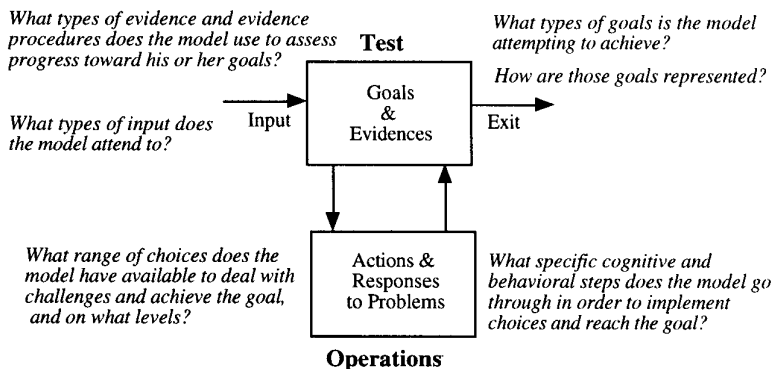 What types of evidence and evidence
procedures does the model use to assess
progress toward his or her goals?
Test
What types of goals is the model
attempting to achieve?
How are those goals represented?
Goals
&
Evidences
Input
Exit
What types of input does
the model attend to?
What range of choices does the
model have available to deal with
challenges and achieve the goal,
and on what levels?
Actions &
Responses
to Problems
What specific cognitive and
behavioral steps does the model go
through in order to implement
choices and reach the goal?
Operations